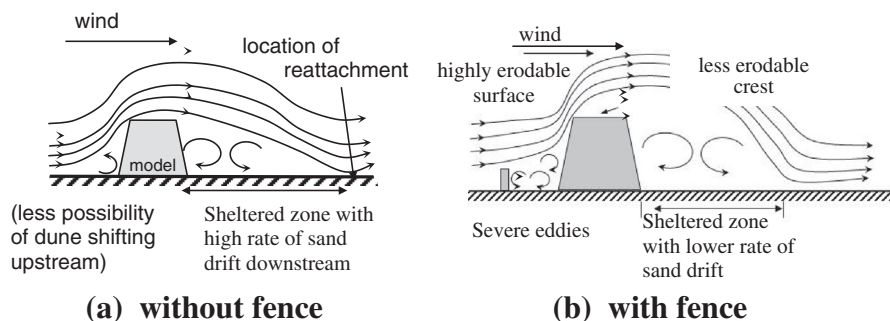 wind
location of
reattachment
model
(less possibility
of dune shifting
upstream)
Sheltered zone with
high rate of sand
drift downstream
(a) without fence
wind
highly erodable
surface
less erodable
crest
Severe eddies
Sheltered zone
with lower rate of
sand drift
(b) with fence